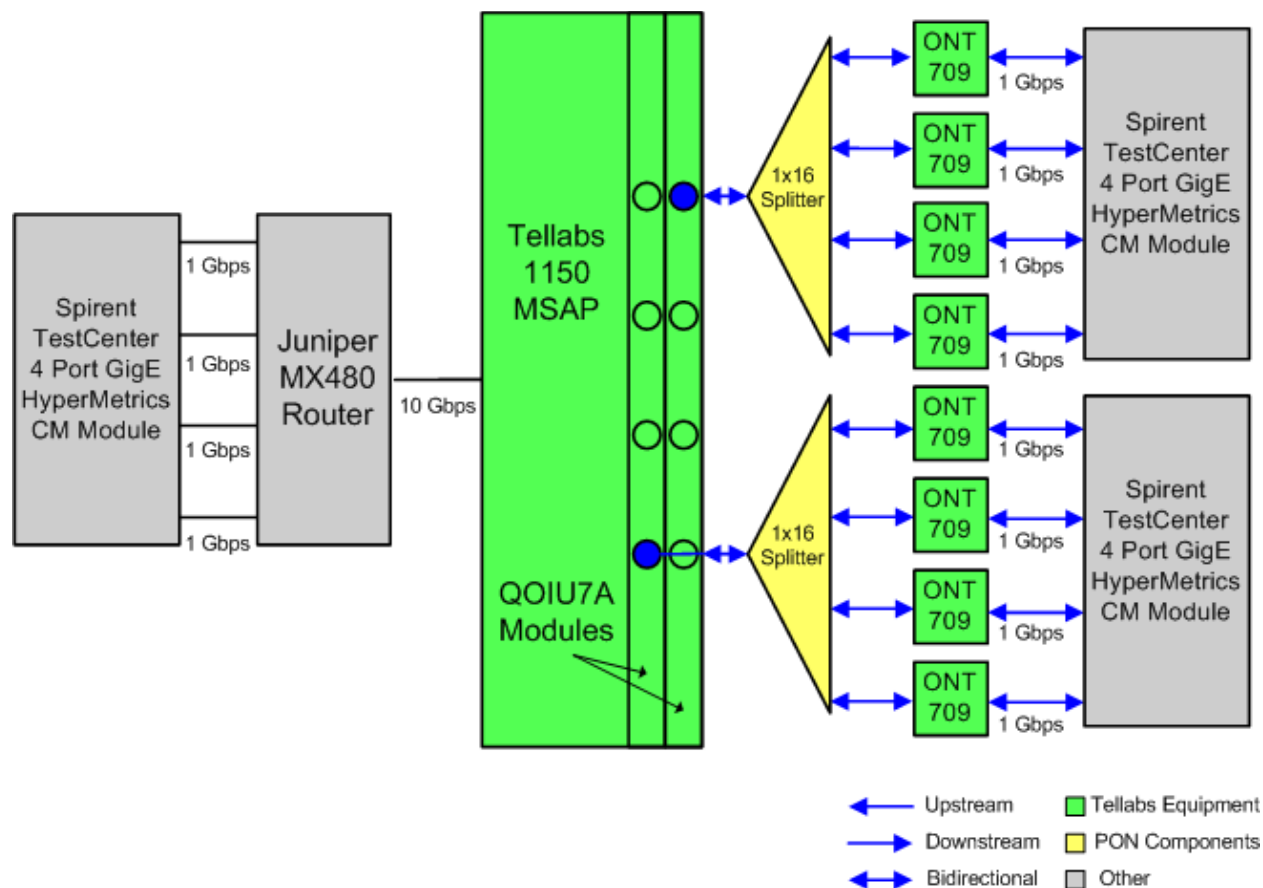 Spirent
TestCenter
4 Port GigE
HyperMetrics
CM Module
1 Gbps
1 Gbps
1 Gbps
1 Gbps
Juniper
MX480
Router
10 Gbps
Tellabs
1150
MSAP
QOIU7A
Modules
1x16
Splitter
ONT
709
1 Gbps
ONT
709
1 Gbps
ONT
709
1 Gbps
ONT
709
1 Gbps
Spirent
TestCenter
4 Port GigE
HyperMetrics
CM Module
1x16
Splitter
ONT
709
1 Gbps
ONT
709
1 Gbps
ONT
709
1 Gbps
ONT
709
1 Gbps
Spirent
TestCenter
4 Port GigE
HyperMetrics
CM Module
Upstream
Downstream
Bidirectional
Tellabs Equipment
PON Components
Other